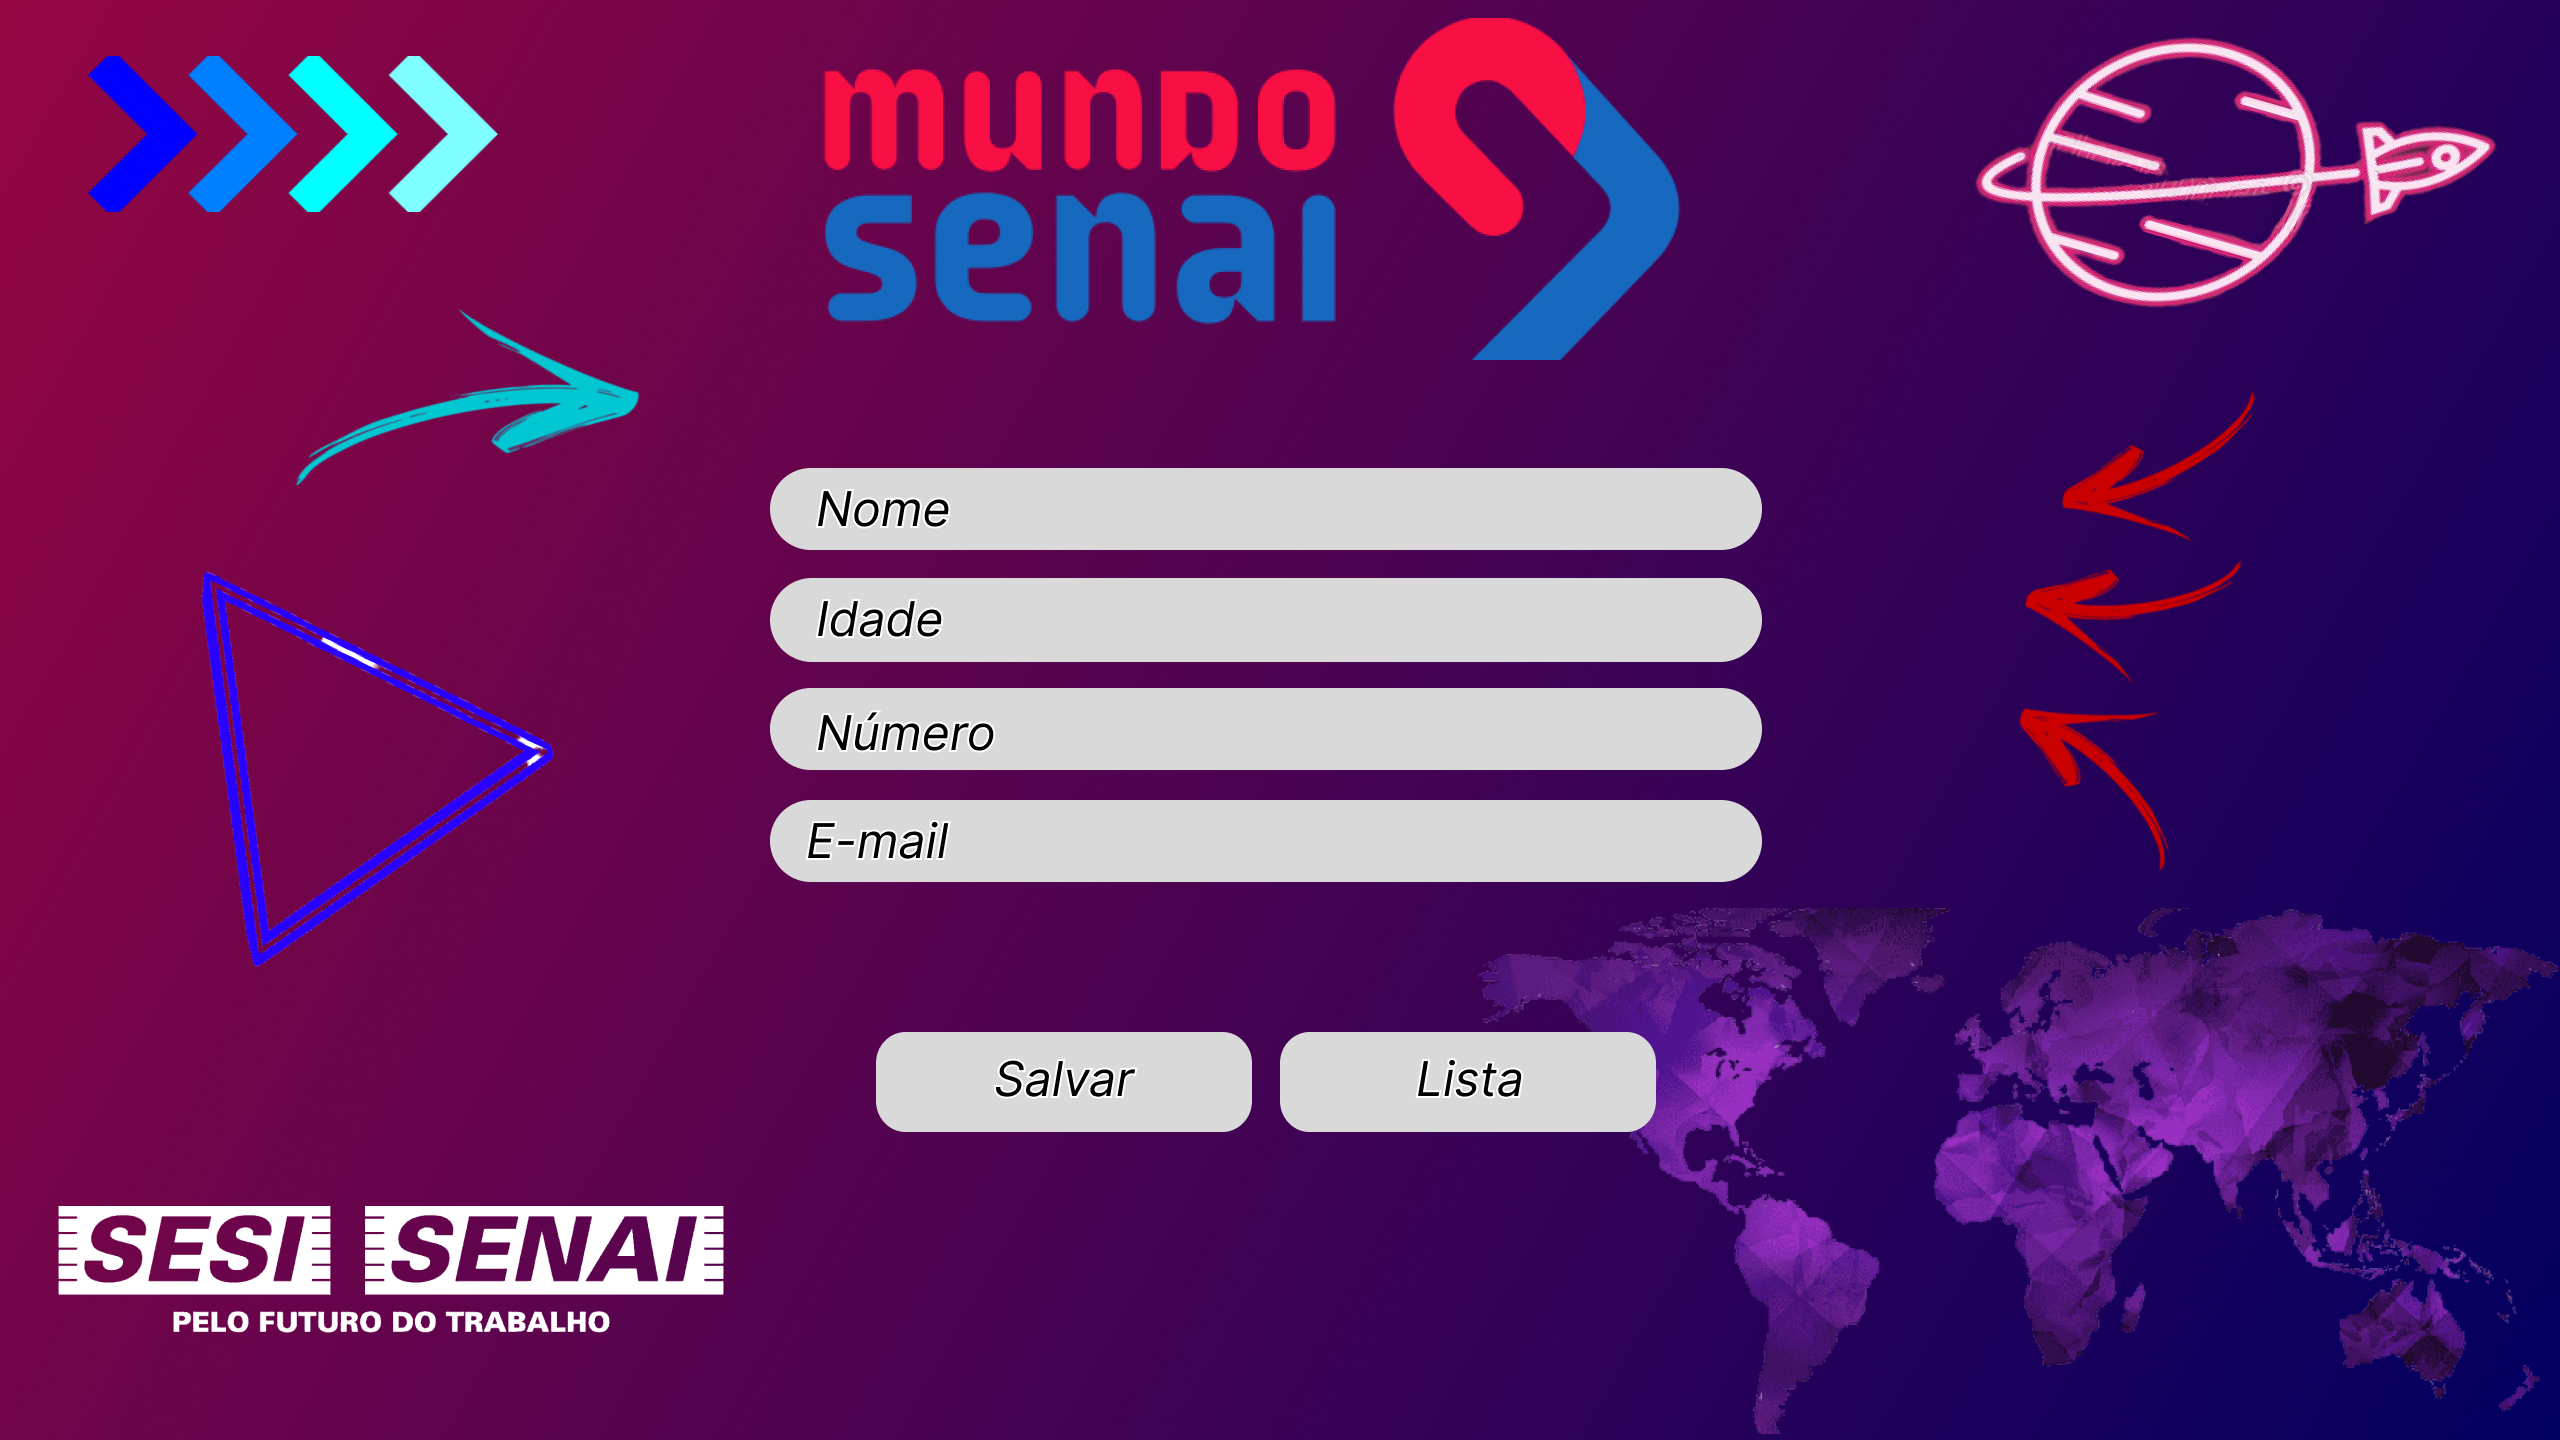 mundo
senai
Nome
Idade
Número
E-mail
Salvar
Lista
SESI SENAI
PELO FUTURO DO TRABALHO